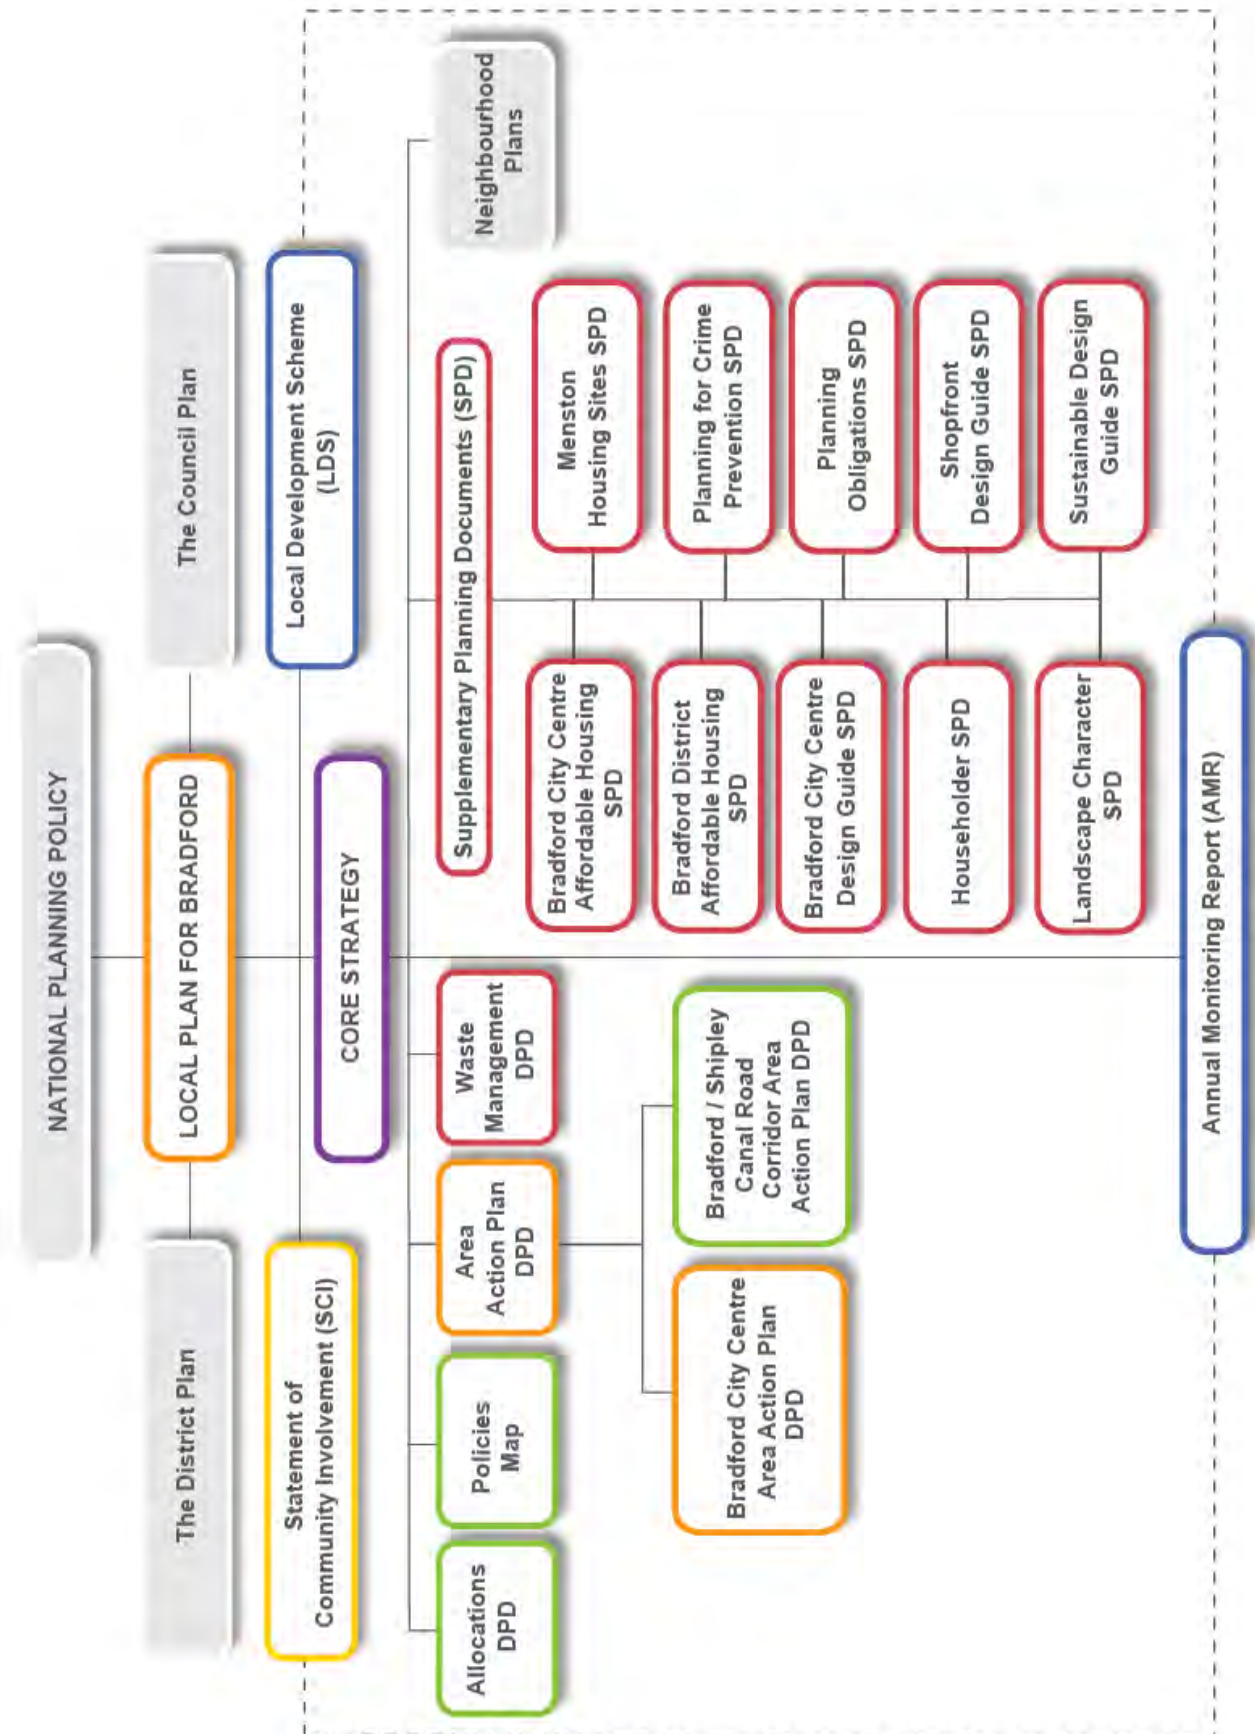 NATIONAL PLANNING POLICY
The District Plan
LOCAL PLAN FOR BRADFORD
The Council Plan
Statement of
Community Involvement (SCI)
Local Development Scheme
(LDS)
CORE STRATEGY
Allocations
DPD
Policies
Map
Area
Action Plan
DPD
Waste
Management
DPD
Supplementary Planning Documents (SPD)
Neighbourhood
Plans
Bradford City Centre
Area Action Plan
DPD
Bradford / Shipley
Canal Road
Corridor Area
Action Plan DPD
Bradford City Centre
Affordable Housing
SPD
Menston
Housing Sites SPD
Bradford District
Affordable Housing
SPD
Planning for Crime
Prevention SPD
Bradford City Centre
Design Guide SPD
Planning
Obligations SPD
Householder SPD
Shopfront
Design Guide SPD
Landscape Character
SPD
Sustainable Design
Guide SPD
Annual Monitoring Report (AMR)